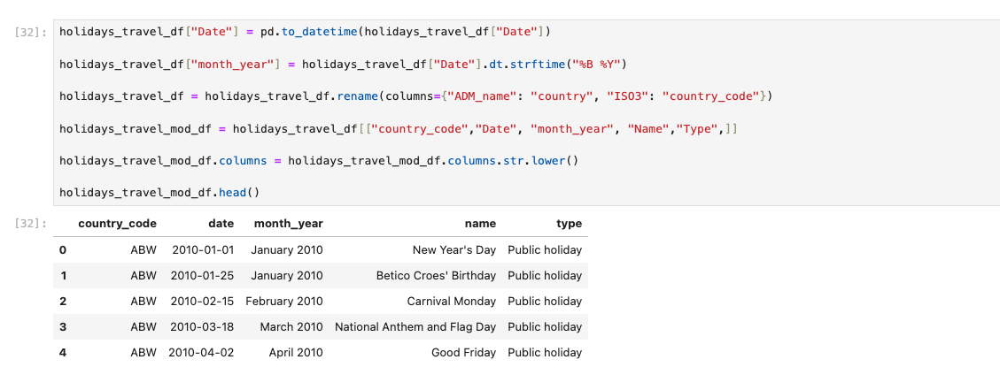 [32]: holidays_travel_df["Date"] = pd.to_datetime(holidays_travel_df["Date"])
holidays_travel_df["month_year"] = holidays_travel_df["Date"].dt.strftime("%B %Y")
holidays_travel_df = holidays_travel_df.rename(columns={"ADM_name": "country", "ISO3": "country_code"})
holidays_travel_mod_df = holidays_travel_df[["country_code","Date", "month_year", "Name","Type",]]
holidays_travel_mod_df.columns = holidays_travel_mod_df.columns.str.lower()
holidays_travel_mod_df.head()
[32]: country_code date month_year name type
0 ABW 2010-01-01 January 2010 New Year's Day Public holiday
1 ABW 2010-01-25 January 2010 Betico Croes' Birthday Public holiday
2 ABW 2010-02-15 February 2010 Carnival Monday Public holiday
3 ABW 2010-03-18 March 2010 National Anthem and Flag Day Public holiday
4 ABW 2010-04-02 April 2010 Good Friday Public holiday